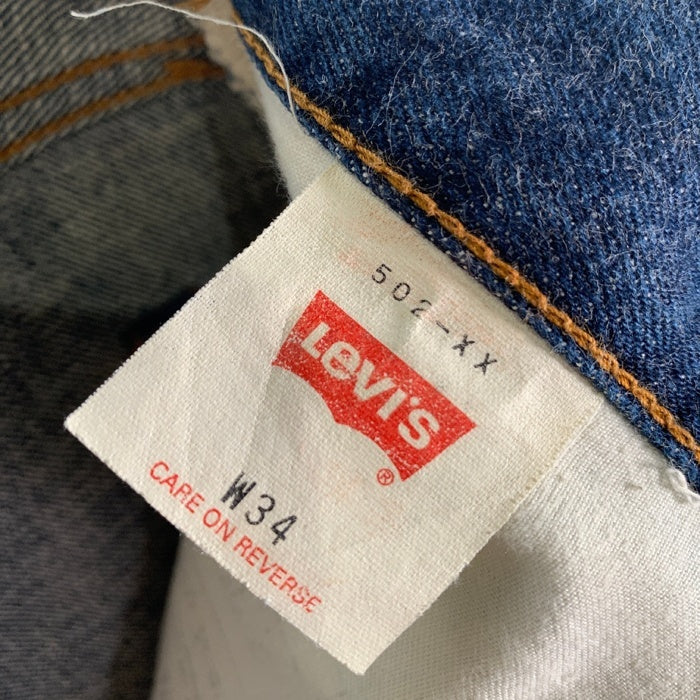 502-XX
Levi's
®
W34
CARE ON REVERSE